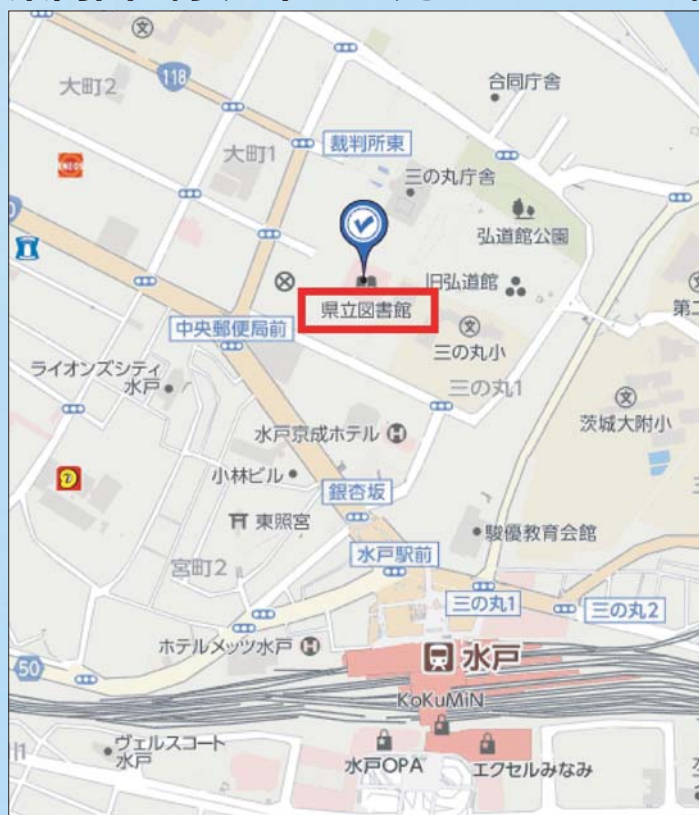 大町2
118
合同庁舎
大町1
裁判所東
ENEOS
三の丸庁舎
弘道館公園
旧弘道館
県立図書館
中央郵便局前
三の丸小
文
ライオンズシティ
水戸
三の丸1
茨城大附小
水戸京成ホテル
H
小林ビル
銀杏坂
東照宮
駿優教育会館
水戸駅前
宮町2
三の丸1
三の丸2
ホテルメッツ水戸
H
50
水戸
KoKuMiN
ヴェルスコート
水戸
水戸OPA
エクセルみなみ